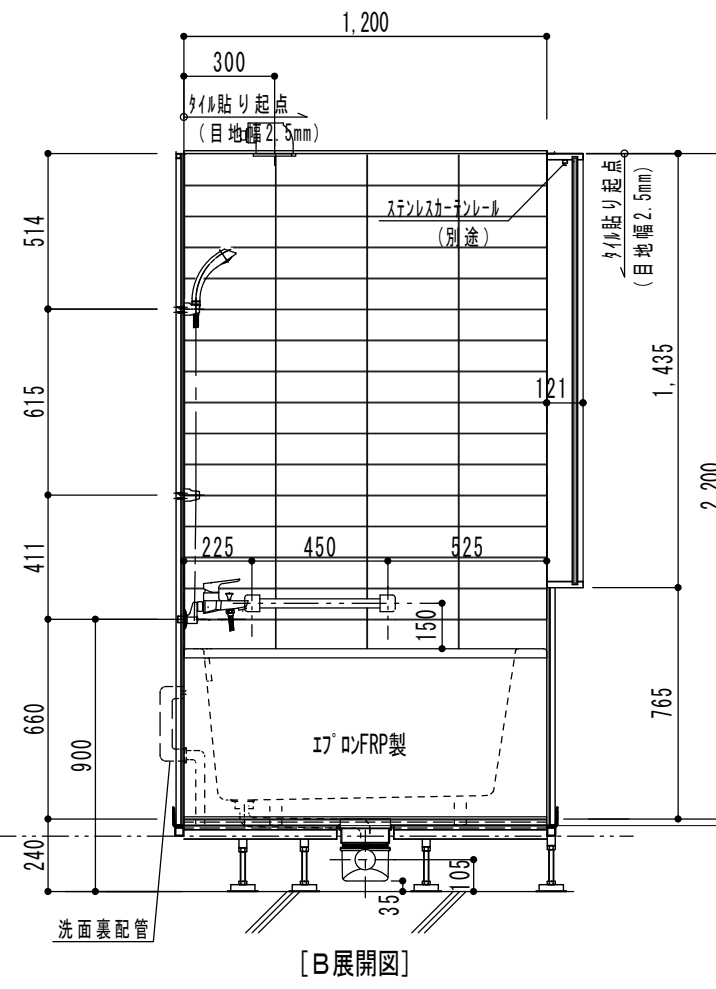 1,200
300
ﾀｲﾙ貼り起点
(目地幅2.5mm)
ｽﾃﾝﾚｽｶｰﾃﾝﾚｰﾙ
(別途)
ﾀｲﾙ貼り起点
(目地幅2.5mm)
514
615
411
660
240
900
121
1,435
2,200
765
225
450
525
150
ｴﾌﾟﾛﾝFRP製
105
35
洗面裏配管
[B展開図]